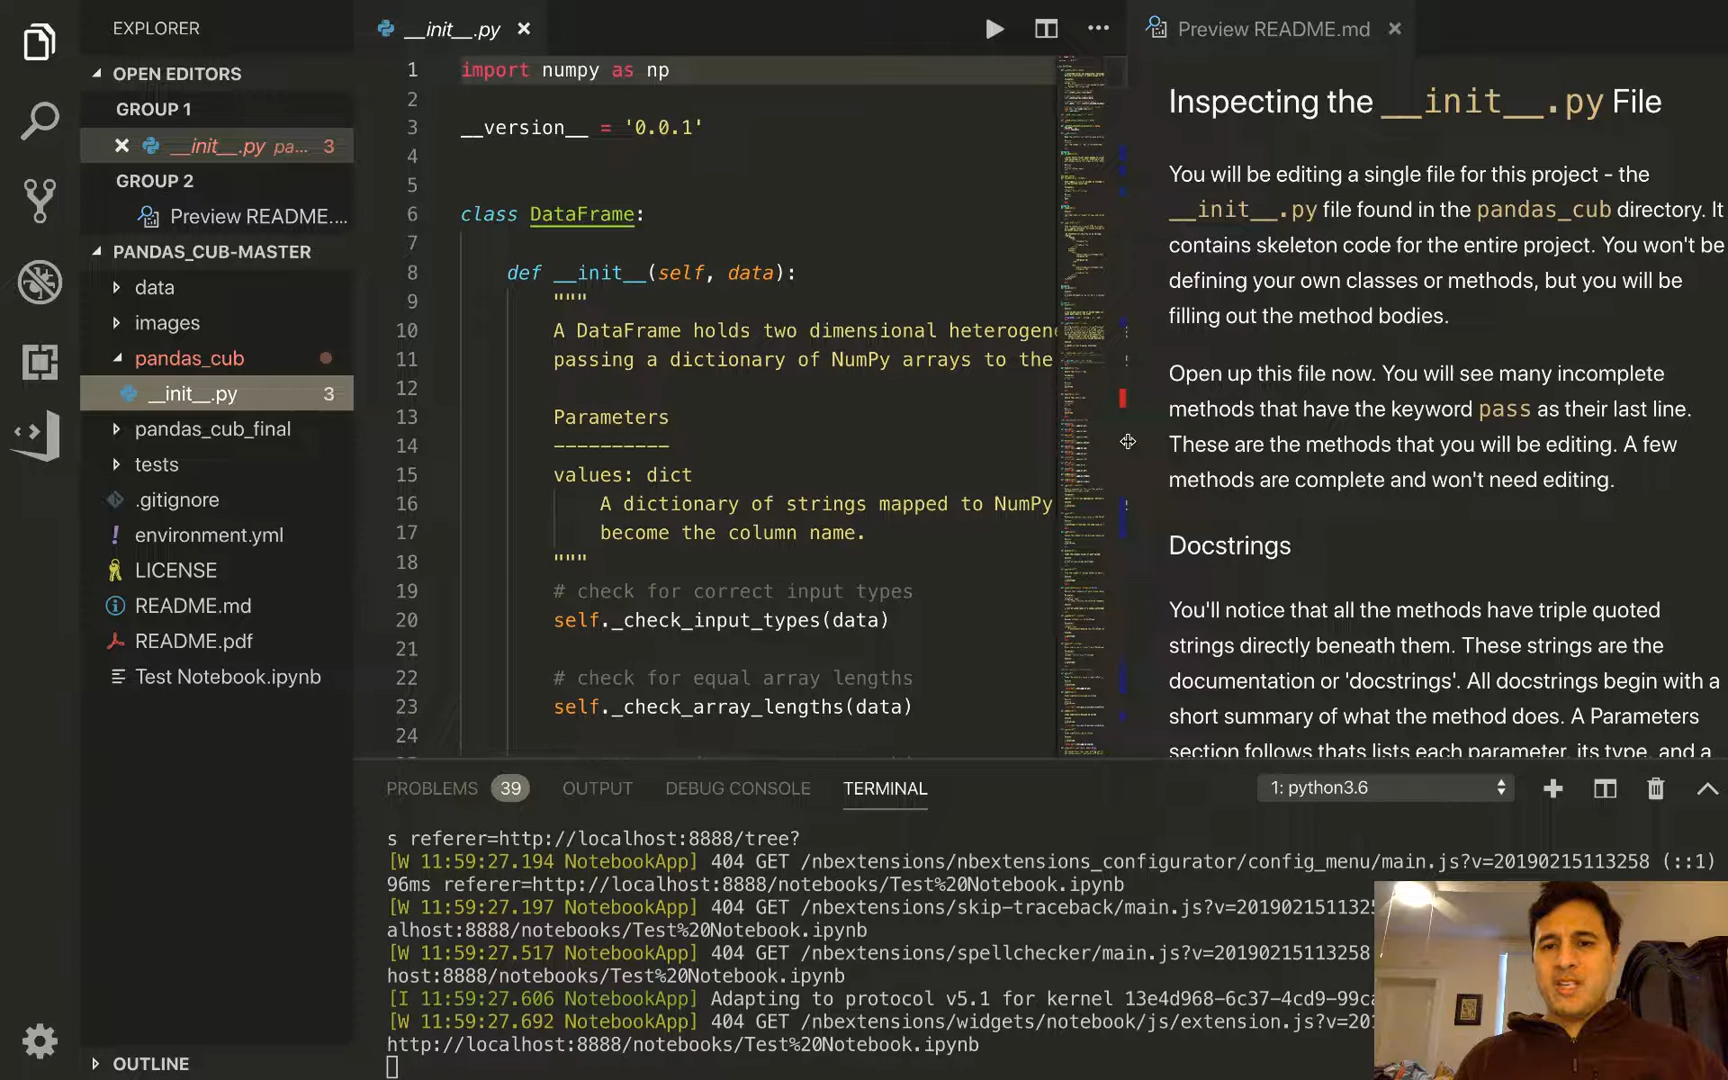 EXPLORER
OPEN EDITORS
GROUP 1
__init__.py pa... 3
GROUP 2
Preview README....
PANDAS_CUB-MASTER
data
images
pandas_cub
__init__.py 3
pandas_cub_final
tests
.gitignore
environment.yml
LICENSE
README.md
README.pdf
Test Notebook.ipynb
OUTLINE
__init__.py
1 import numpy as np
2
3 __version__ = '0.0.1'
4
5
6 class DataFrame:
7
8 def __init__(self, data):
9 """
10 A DataFrame holds two dimensional heterogen
11 passing a dictionary of NumPy arrays to the
12
13 Parameters
14 ----------
15 values: dict
16 A dictionary of strings mapped to NumPy
17 become the column name.
18 """
19 # check for correct input types
20 self._check_input_types(data)
21
22 # check for equal array lengths
23 self._check_array_lengths(data)
24
Preview README.md
Inspecting the __init__.py File
You will be editing a single file for this project - the
__init__.py file found in the pandas_cub directory. It
contains skeleton code for the entire project. You won't be
defining your own classes or methods, but you will be
filling out the method bodies.
Open up this file now. You will see many incomplete
methods that have the keyword pass as their last line.
These are the methods that you will be editing. A few
methods are complete and won't need editing.
Docstrings
You'll notice that all the methods have triple quoted
strings directly beneath them. These strings are the
documentation or 'docstrings'. All docstrings begin with a
short summary of what the method does. A Parameters
section follows thats lists each parameter, its type, and a
PROBLEMS 39 OUTPUT DEBUG CONSOLE TERMINAL 1: python3.6
s referer=http://localhost:8888/tree?
[W 11:59:27.194 NotebookApp] 404 GET /nbextensions/nbextensions_configurator/config_menu/main.js?v=20190215113258 (::1)
96ms referer=http://localhost:8888/notebooks/Test%20Notebook.ipynb
[W 11:59:27.197 NotebookApp] 404 GET /nbextensions/skip-traceback/main.js?v=2019021511325
alhost:8888/notebooks/Test%20Notebook.ipynb
[W 11:59:27.517 NotebookApp] 404 GET /nbextensions/spellchecker/main.js?v=20190215113258
host:8888/notebooks/Test%20Notebook.ipynb
[I 11:59:27.606 NotebookApp] Adapting to protocol v5.1 for kernel 13e4d968-6c37-4cd9-99ca
[W 11:59:27.692 NotebookApp] 404 GET /nbextensions/widgets/notebook/js/extension.js?v=201
http://localhost:8888/notebooks/Test%20Notebook.ipynb